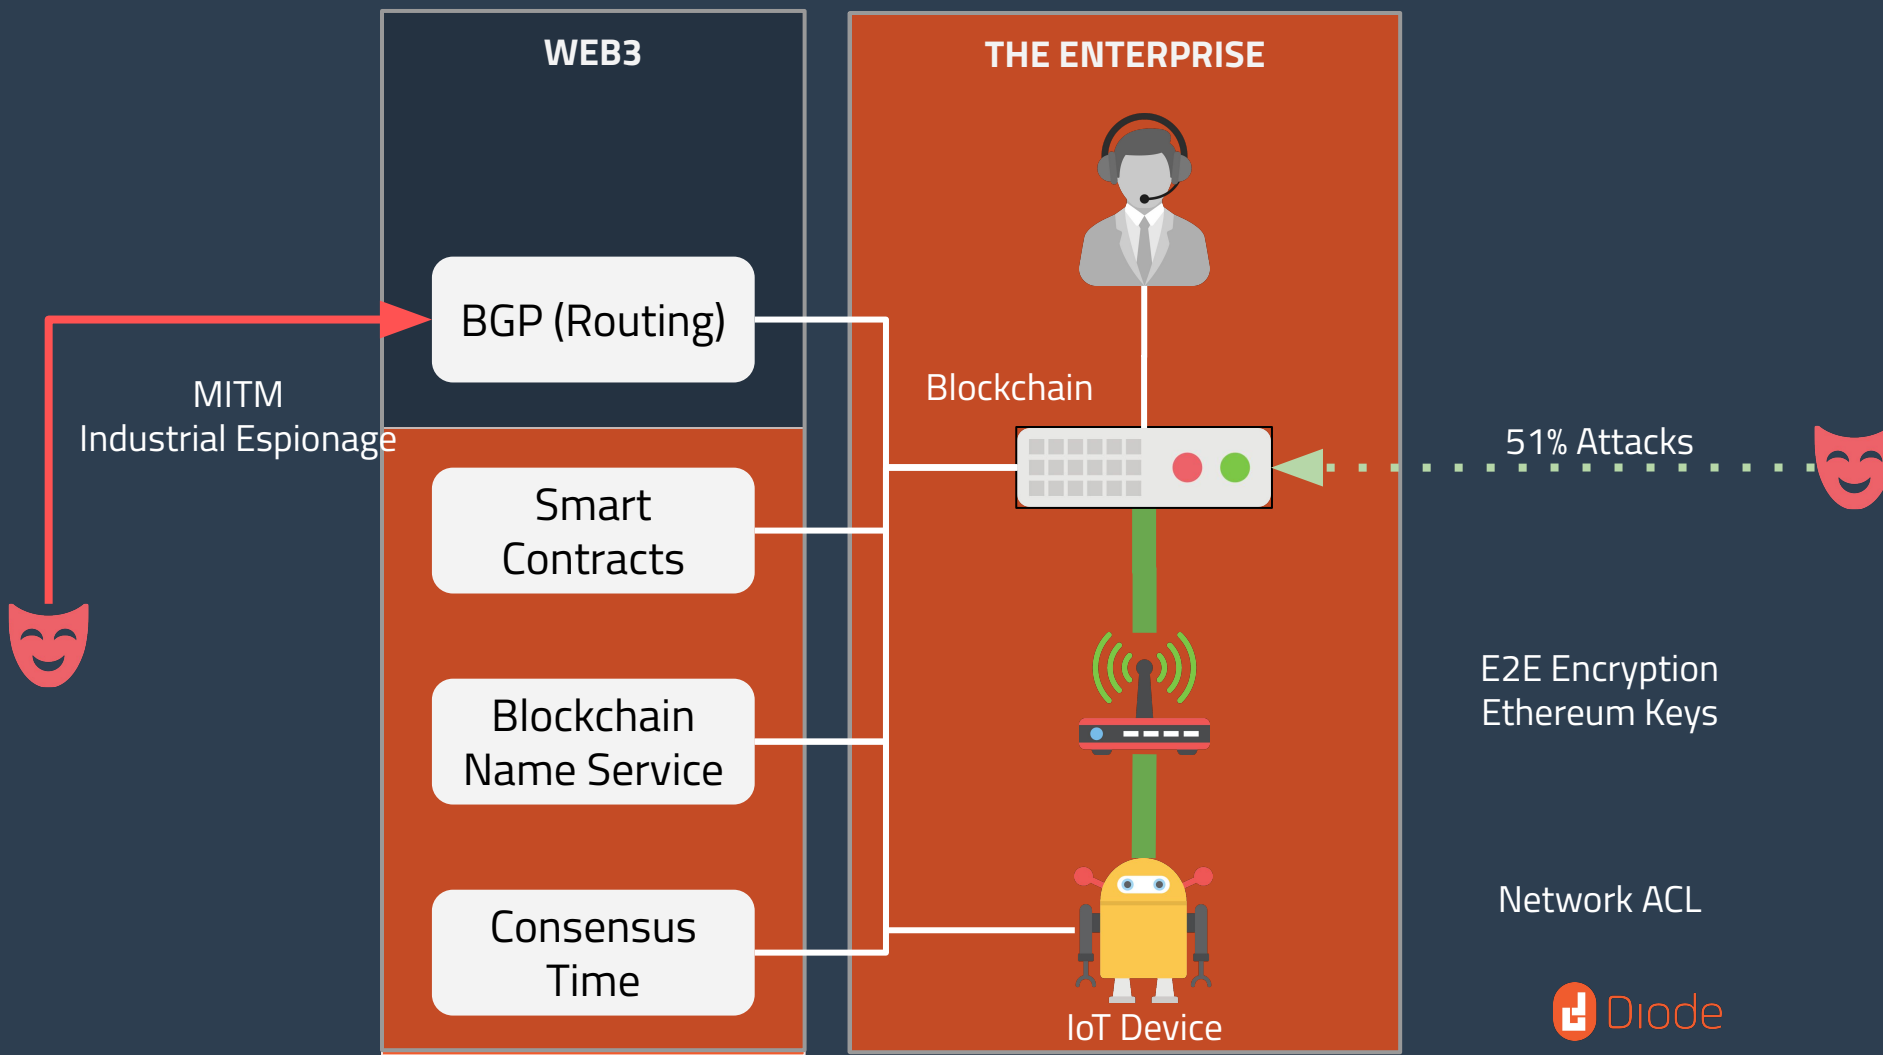 WEB3
THE ENTERPRISE
BGP (Routing)
MITM
Industrial Espionage
Blockchain
51% Attacks
Smart
Contracts
E2E Encryption
Ethereum Keys
Blockchain
Name Service
Network ACL
Consensus
Time
IoT Device
Diode